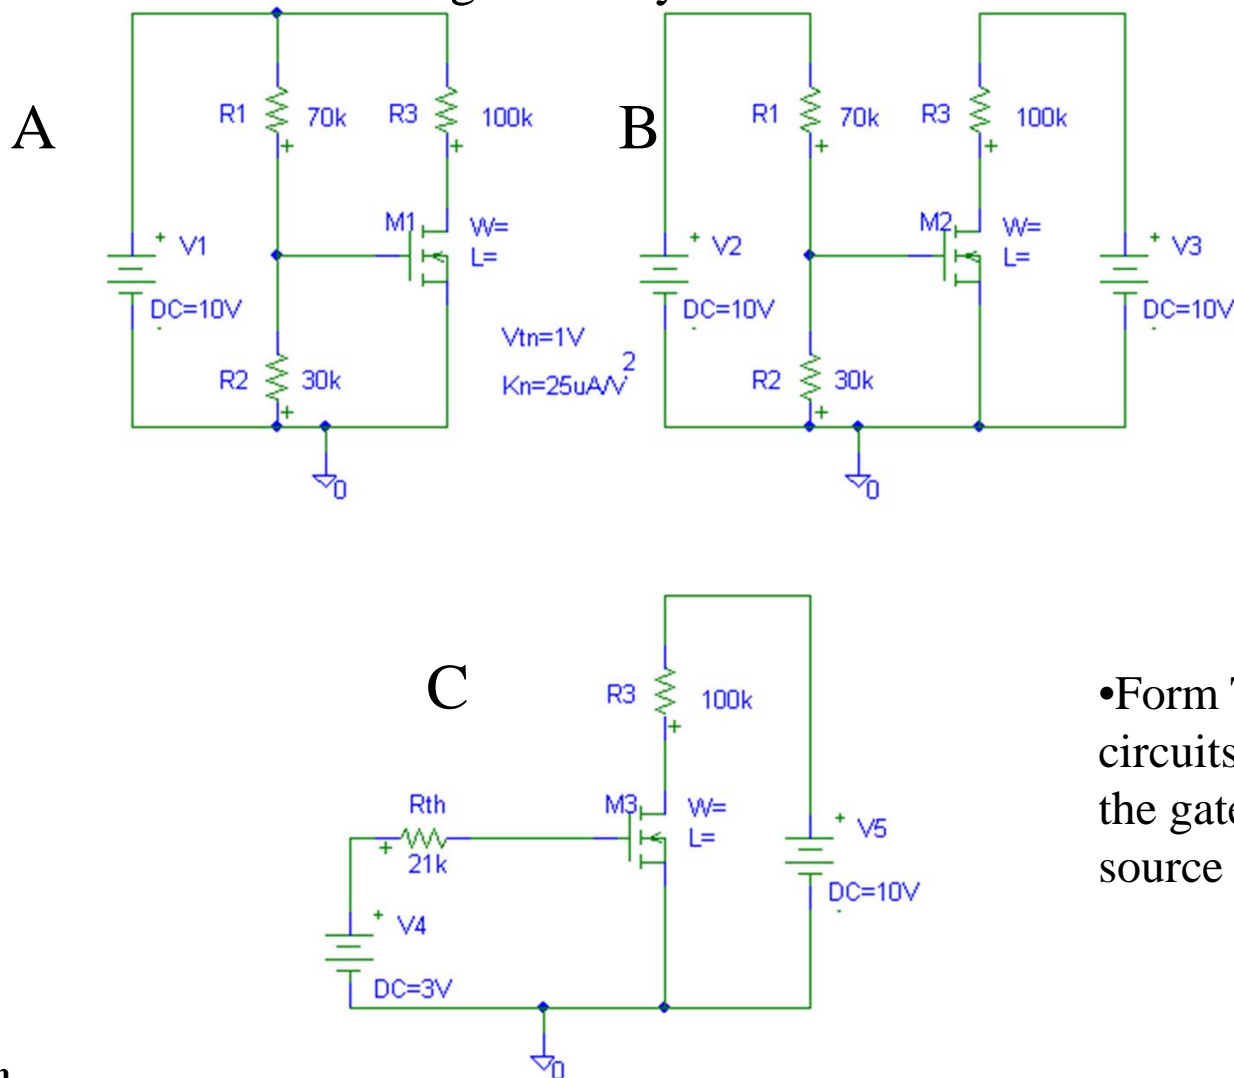 A
R1
70k
+
R3
100k
+
M1
W=
L=
+
V1
DC=10V
-
R2
30k
+
0
Vtn=1V
Kn=25uA/V2
B
R1
70k
+
R3
100k
+
M2
W=
L=
+
V2
DC=10V
-
R2
30k
+
0
+
V3
DC=10V
-
C
R3
100k
+
Rth
+
21k
M3
W=
L=
+
V4
DC=3V
+
V5
DC=10V
-
0
•Form
circuits
the gate
source